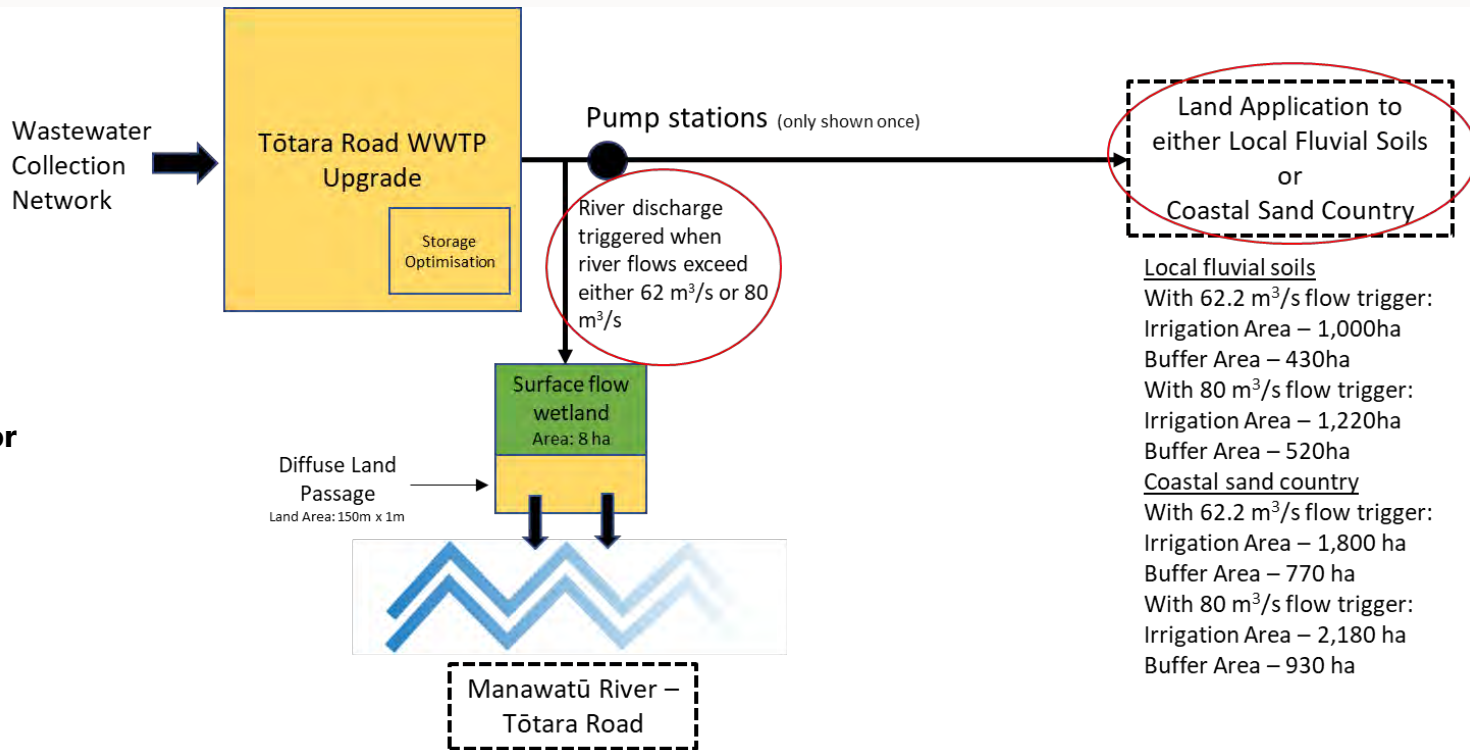 Wastewater
Collection
Network
Tōtara Road WWTP
Upgrade
Storage
Optimisation
Pump stations (only shown once)
River discharge
triggered when
river flows exceed
either 62 m³/s or 80
m³/s
Land Application to
either Local Fluvial Soils
or
Coastal Sand Country
Local fluvial soils
With 62.2 m³/s flow trigger:
Irrigation Area – 1,000ha
Buffer Area – 430ha
With 80 m³/s flow trigger:
Irrigation Area – 1,220ha
Buffer Area – 520ha
Coastal sand country
With 62.2 m³/s flow trigger:
Irrigation Area – 1,800 ha
Buffer Area – 770 ha
With 80 m³/s flow trigger:
Irrigation Area – 2,180 ha
Buffer Area – 930 ha
Surface flow
wetland
Area: 8 ha
Diffuse Land
Passage
Land Area: 150m x 1m
Manawatū River –
Tōtara Road